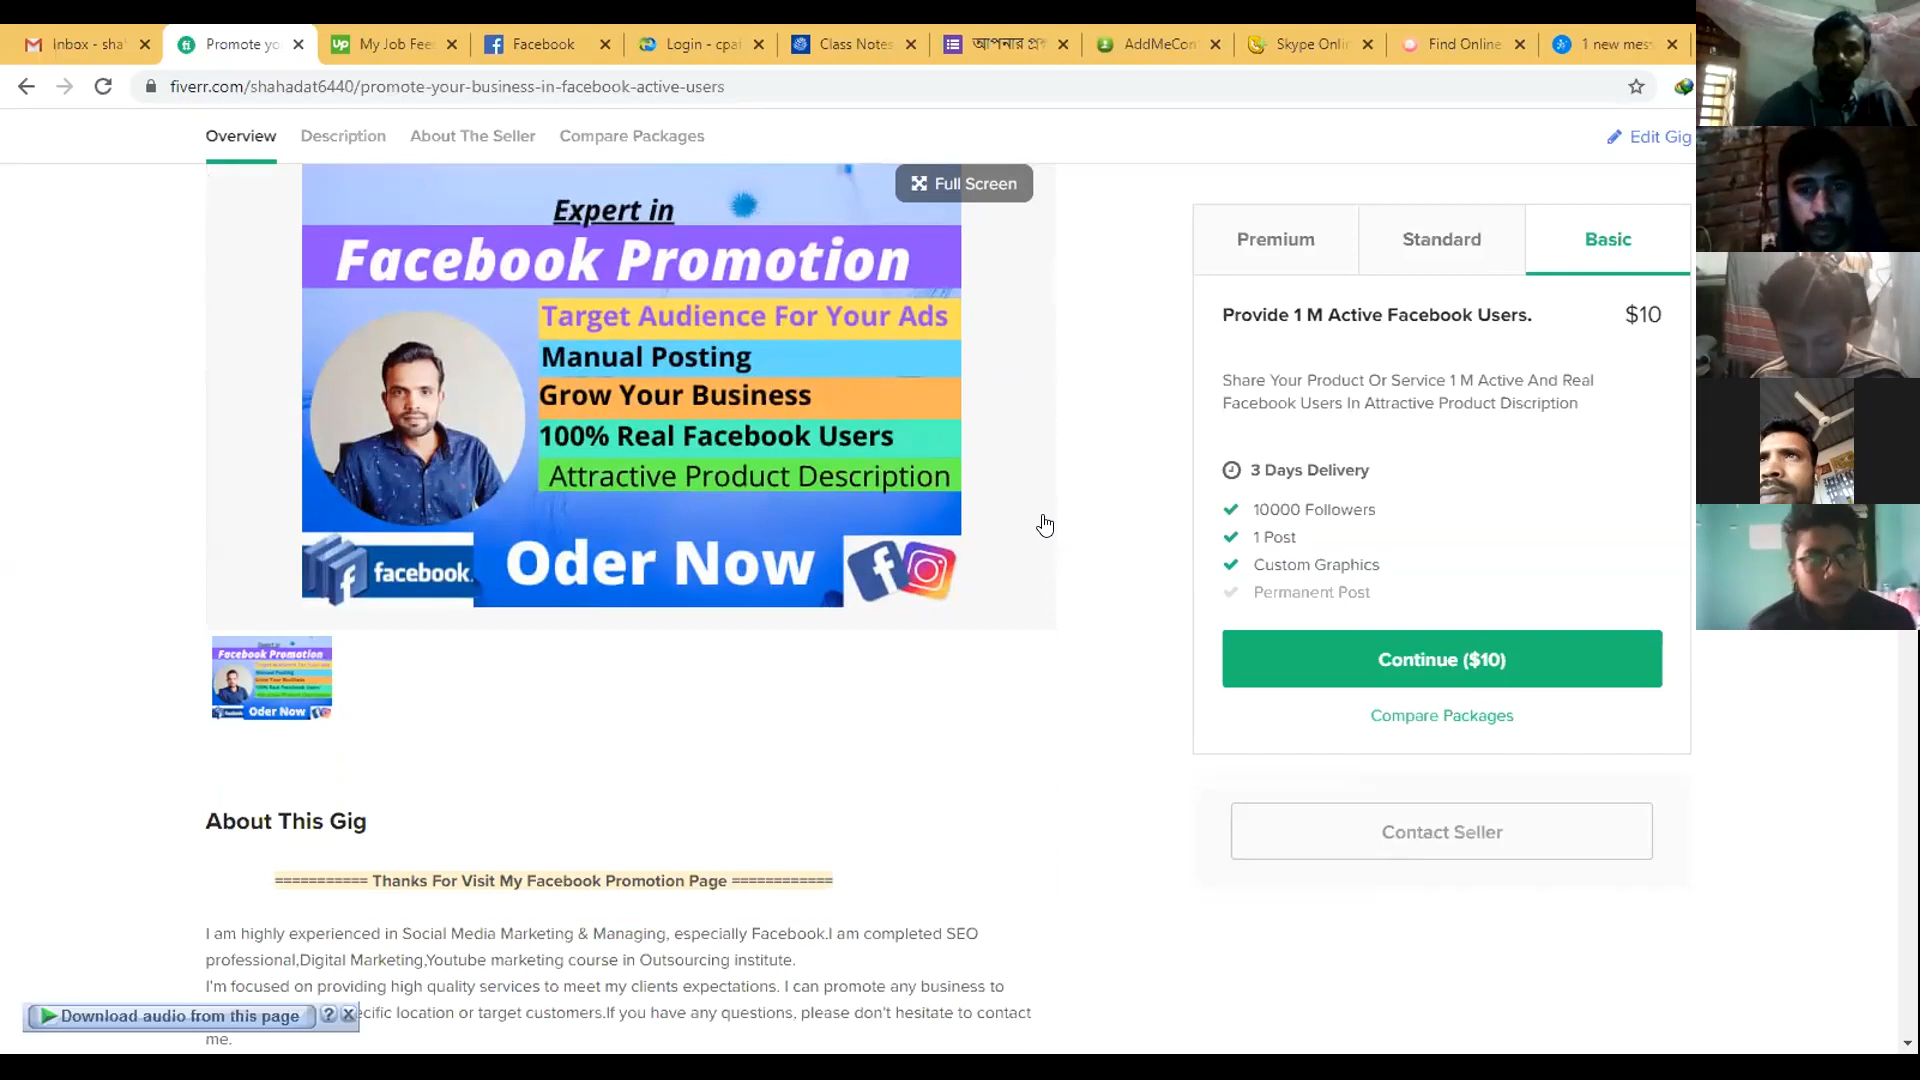 Inbox - sha
Promote yo
My Job Fee
Facebook
Login - cpa
Class Notes
আপনার প্রশ
AddMeCon
Skype Onli
Find Online
1 new mes
fiverr.com/shahadat6440/promote-your-business-in-facebook-active-users
Overview
Description
About The Seller
Compare Packages
Edit Gig
Full Screen
Expert in
Facebook Promotion
Target Audience For Your Ads
Manual Posting
Grow Your Business
100% Real Facebook Users
Attractive Product Description
facebook.
Oder Now
Premium
Standard
Basic
Provide 1 M Active Facebook Users.
$10
Share Your Product Or Service 1 M Active And Real
Facebook Users In Attractive Product Discription
3 Days Delivery
10000 Followers
1 Post
Custom Graphics
Permanent Post
Continue ($10)
Compare Packages
Contact Seller
Facebook Promotion
Oder Now
About This Gig
=========== Thanks For Visit My Facebook Promotion Page ============
I am highly experienced in Social Media Marketing & Managing, especially Facebook.I am completed SEO
professional,Digital Marketing,Youtube marketing course in Outsourcing institute.
I'm focused on providing high quality services to meet my clients expectations. I can promote any business to
Download audio from this page
ecific location or target customers.If you have any questions, please don't hesitate to contact
me.